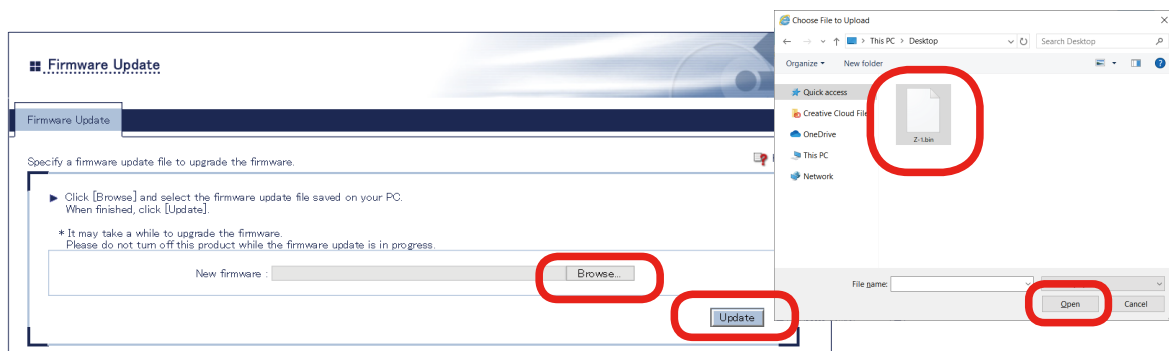 Firmware Update
Firmware Update
Specify a firmware update file to upgrade the firmware.
Click [Browse] and select the firmware update file saved on your PC.
When finished, click [Update].
* It may take a while to upgrade the firmware.
Please do not turn off this product while the firmware update is in progress.
New firmware :
Browse...
Update
Choose File to Upload
This PC > Desktop
Search Desktop
Organize
New folder
Quick access
Creative Cloud File
OneDrive
This PC
Network
Z-1.bin
File name:
Open
Cancel